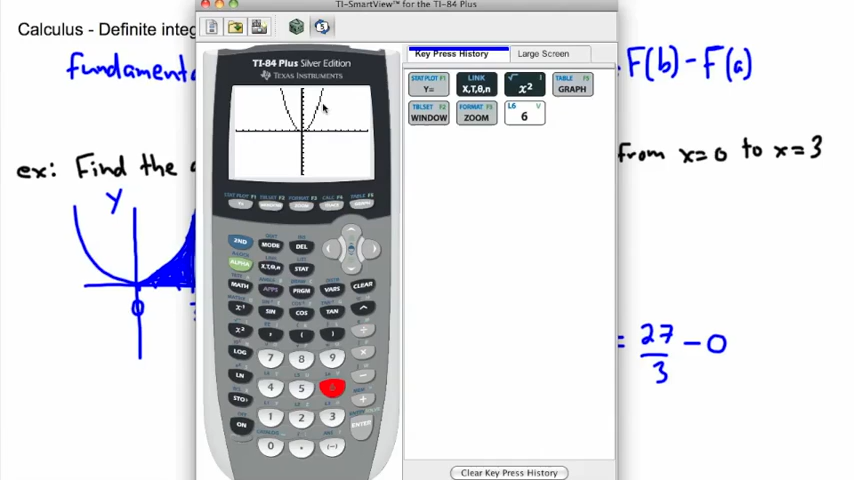 TI-SmartView™ for the TI-84 Plus
Calculus - Definite integ
fundamenta
F(b) - F(a)
ex: Find the
from x=0 to x=3
Y
0
= 27/3 - 0
TI-84 Plus Silver Edition
TEXAS INSTRUMENTS
Key Press History
Large Screen
STAT PLOT F1
Y=
LINK
X,T,θ,n
√ I
x²
TABLE F5
GRAPH
TBLSET F2
WINDOW
FORMAT F3
ZOOM
L6 V
6
2ND
MODE
DEL
ALPHA
X,T,θ,n
STAT
MATH
APPS
PRGM
VARS
CLEAR
x⁻¹
SIN
COS
TAN
^
x²
,
(
)
÷
LOG
7
8
9
×
LN
4
5
6
−
STO›
1
2
3
+
ON
0
.
(−)
ENTER
Clear Key Press History